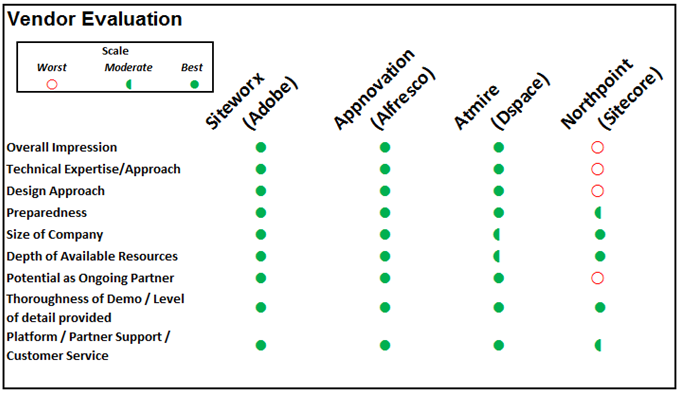 Vendor Evaluation
Scale
Worst Moderate Best
Siteworx
(Adobe)
Appnovation
(Alfresco)
Atmire
(Dspace)
Northpoint
(Sitecore)
Overall Impression
Technical Expertise/Approach
Design Approach
Preparedness
Size of Company
Depth of Available Resources
Potential as Ongoing Partner
Thoroughness of Demo / Level
of detail provided
Platform / Partner Support /
Customer Service